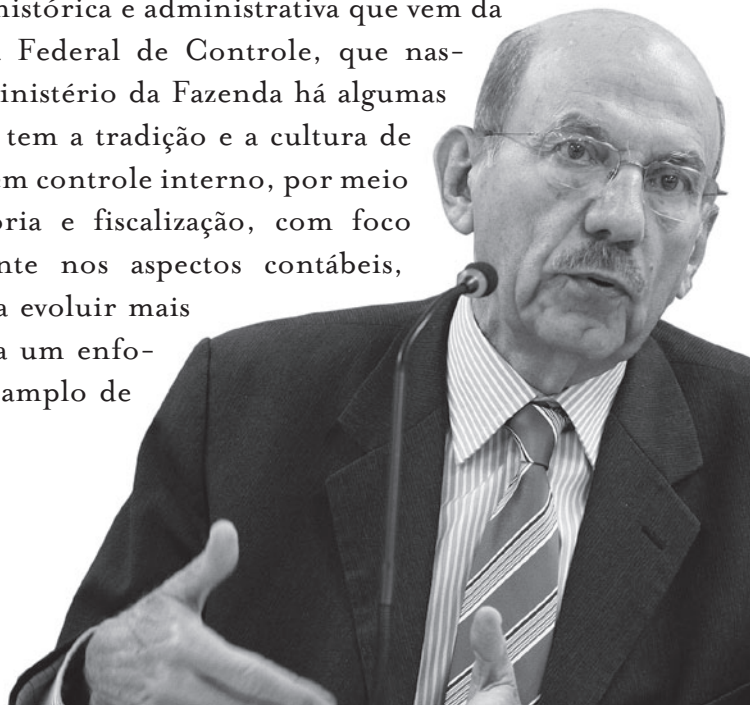 histórica e administrativa que vem da
Federal de Controle, que nas-
inistério da Fazenda há algumas
tem a tradição e a cultura de
em controle interno, por meio
oria e fiscalização, com foco
nte nos aspectos contábeis,
a evoluir mais
a um enfo-
amplo de